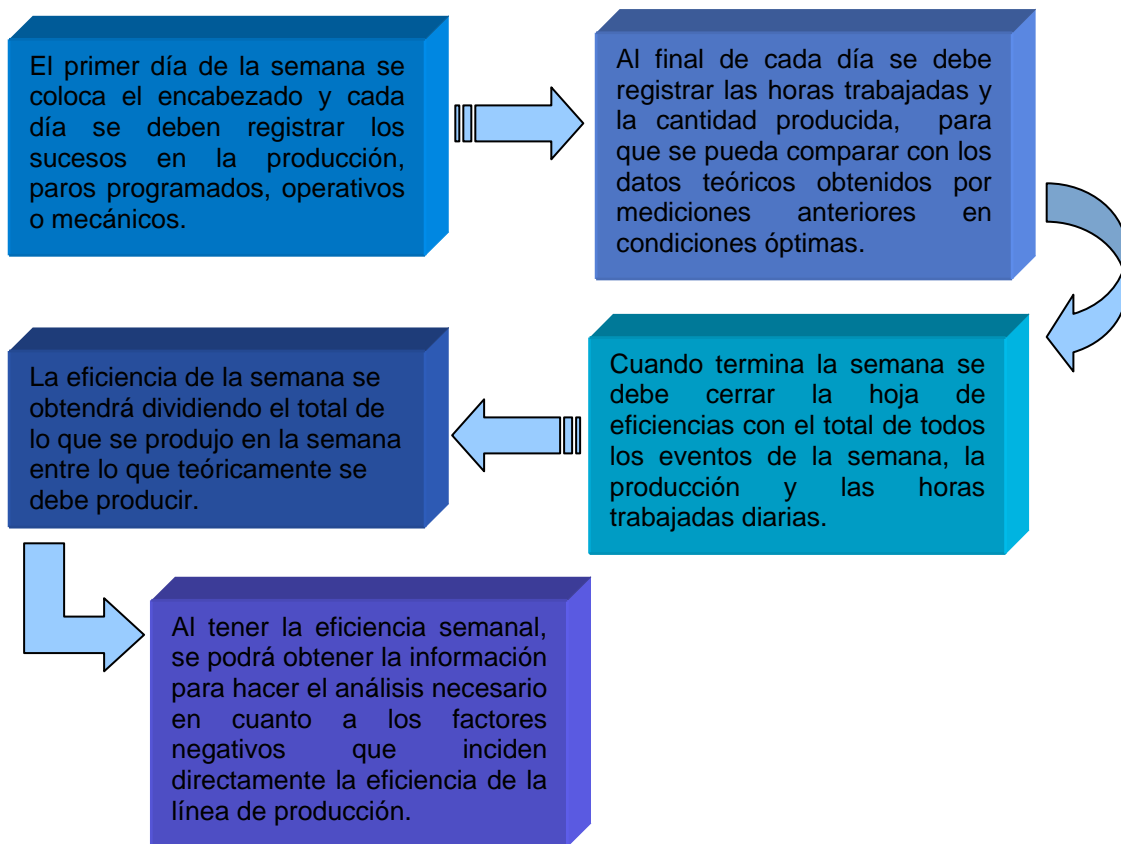 El primer día de la semana se
coloca el encabezado y cada
día se deben registrar los
sucesos en la producción,
paros programados, operativos
o mecánicos.
Al final de cada día se debe
registrar las horas trabajadas y
la cantidad producida, para
que se pueda comparar con los
datos teóricos obtenidos por
mediciones anteriores en
condiciones óptimas.
Cuando termina la semana se
debe cerrar la hoja de
eficiencias con el total de todos
los eventos de la semana, la
producción y las horas
trabajadas diarias.
La eficiencia de la semana se
obtendrá dividiendo el total de
lo que se produjo en la semana
entre lo que teóricamente se
debe producir.
Al tener la eficiencia semanal,
se podrá obtener la información
para hacer el análisis necesario
en cuanto a los factores
negativos que inciden
directamente la eficiencia de la
línea de producción.